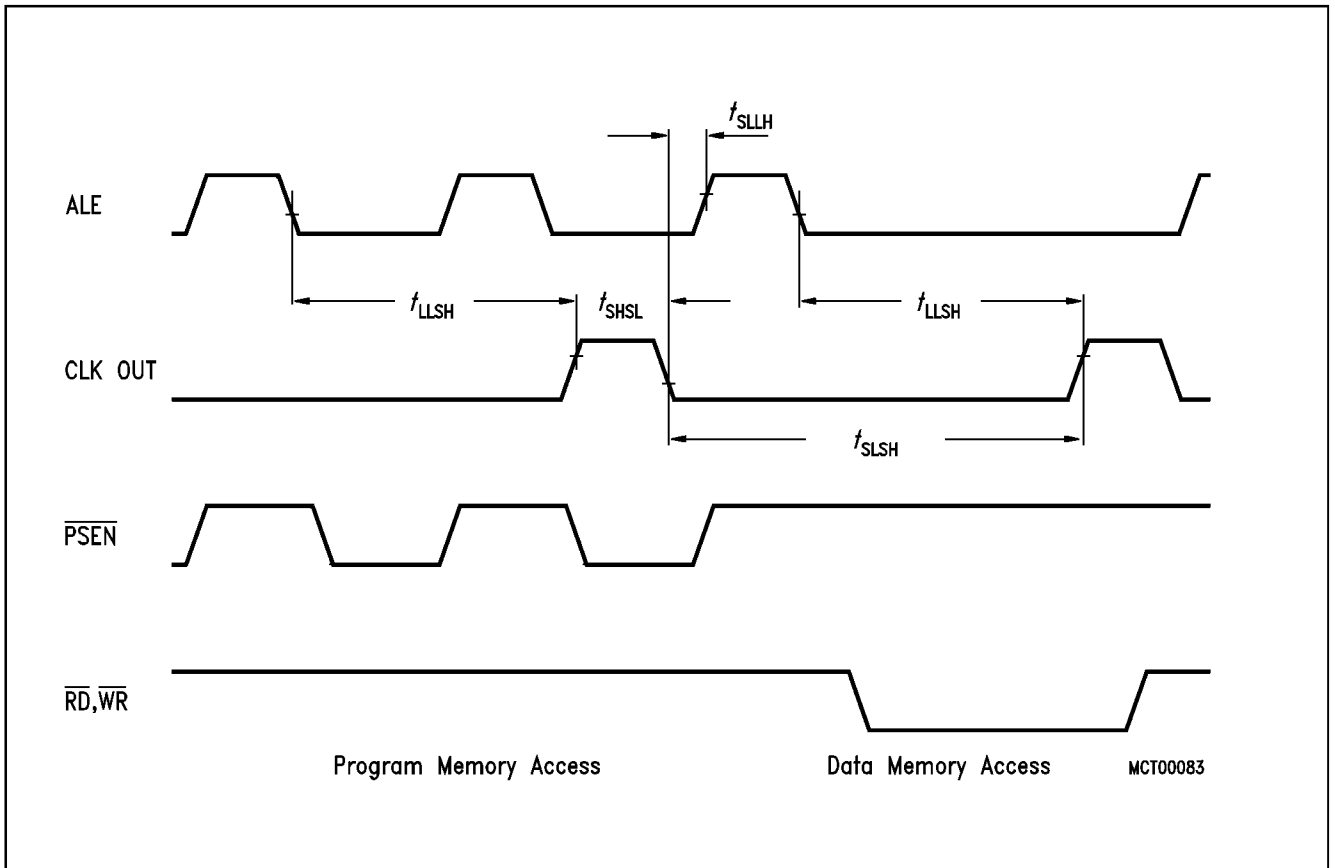 tSLLH
ALE
tLLSH
tSHSL
tLLSH
CLK OUT
tSLSH
PSEN
RD,WR
Program Memory Access
Data Memory Access
MCT00083